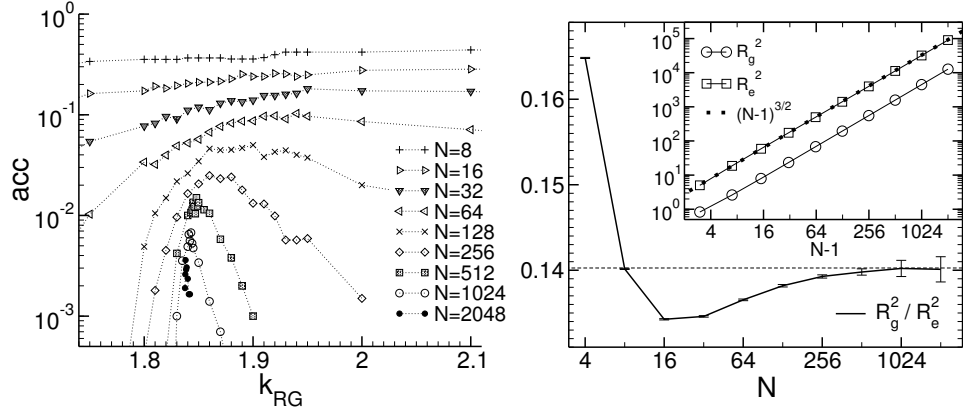 10^0
10^-1
10^-2
10^-3
acc
N=8
N=16
N=32
N=64
N=128
N=256
N=512
N=1024
N=2048
1.8
1.9
2
2.1
k_RG
0.16
0.15
0.14
R_g^2
R_e^2
(N-1)^3/2
10^5
10^4
10^3
10^2
10^1
10^0
4 16 64 256 1024
N-1
R_g^2 / R_e^2
4 16 64 256 1024
N